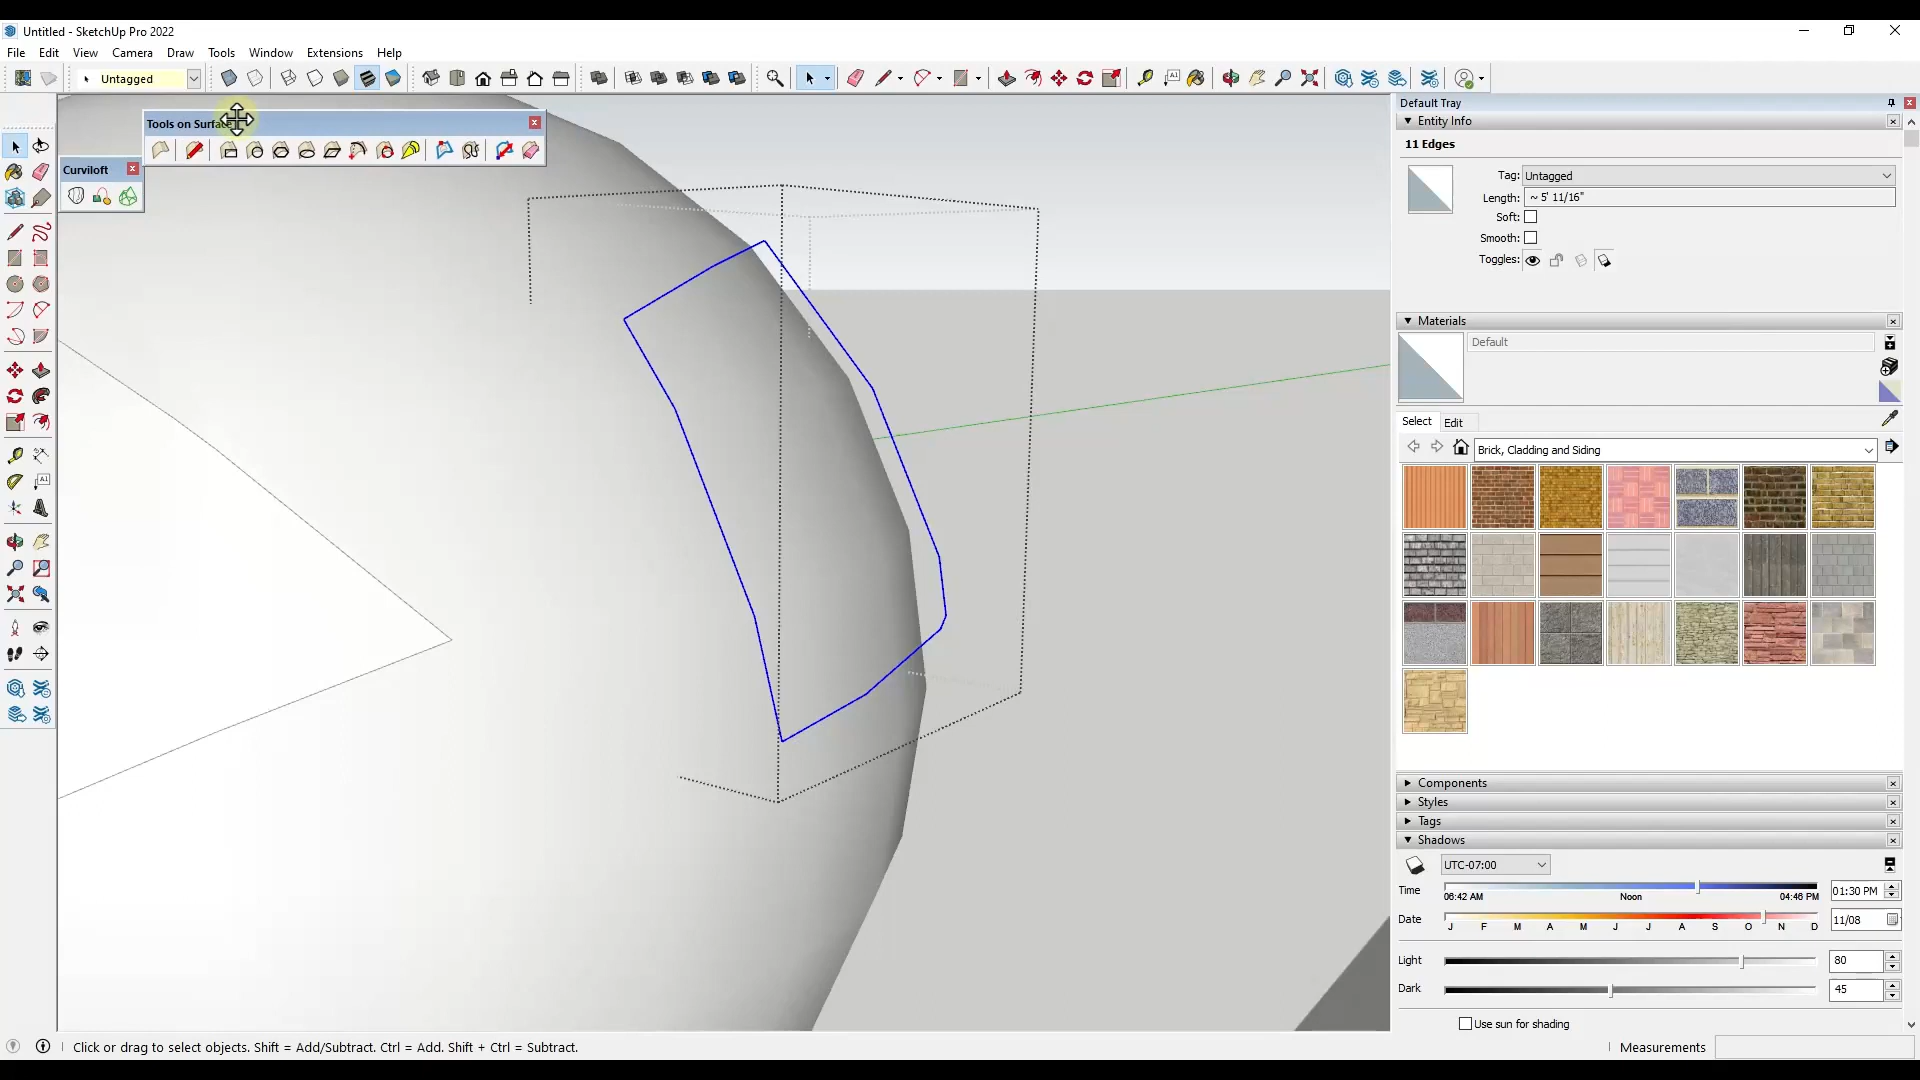 Untitled - SketchUp Pro 2022
File Edit View Camera Draw Tools Window Extensions Help
Untagged
Tools on Surface
Curviloft
Default Tray
Entity Info
11 Edges
Tag: Untagged
Length: ~ 5' 11/16"
Soft:
Smooth:
Toggles:
Materials
Default
Select Edit
Brick, Cladding and Siding
Components
Styles
Tags
Shadows
UTC-07:00
Time 06:42 AM Noon 04:46 PM 01:30 PM
Date J F M A M J J A S O N D 11/08
Light 80
Dark 45
Use sun for shading
Click or drag to select objects. Shift = Add/Subtract. Ctrl = Add. Shift + Ctrl = Subtract.
Measurements